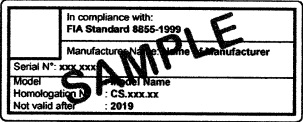 In compliance with:
FIA Standard 8855-1999
Manufacturer Name: Name of Manufacturer
Serial N°: xxx.xxx
Model : Model Name
Homologation N° : CS.xxx.xx
Not valid after : 2019
SAMPLE